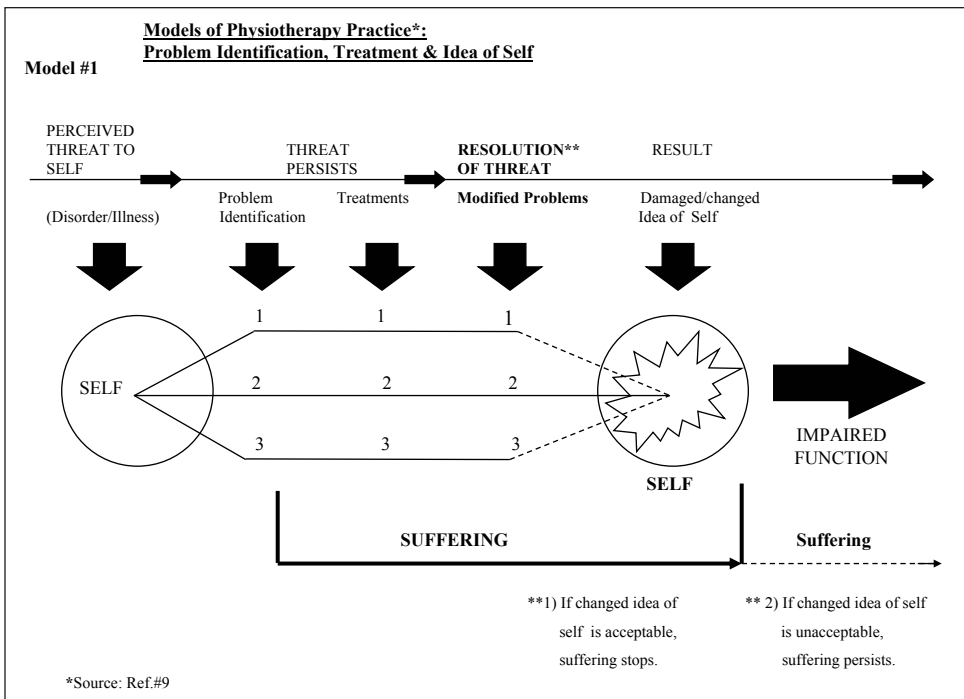 Models of Physiotherapy Practice*:
Problem Identification, Treatment & Idea of Self
Model #1
PERCEIVED
THREAT TO
SELF
THREAT
PERSISTS
RESOLUTION**
OF THREAT
RESULT
(Disorder/Illness)
Problem
Identification
Treatments
Modified Problems
Damaged/changed
Idea of Self
1 1 1
SELF
2 2 2
3 3 3
SELF
IMPAIRED
FUNCTION
SUFFERING
Suffering
**1) If changed idea of
self is acceptable,
suffering stops.
** 2) If changed idea of self
is unacceptable,
suffering persists.
*Source: Ref.#9